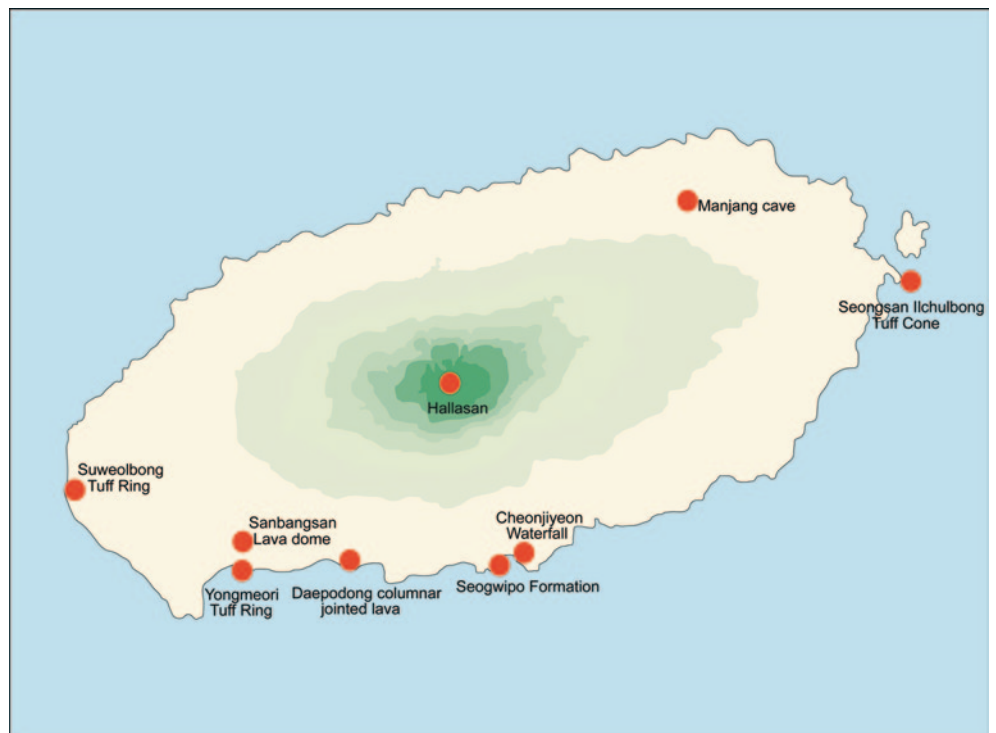 Manjang cave
Seongsan Ilchulbong
Tuff Cone
Hallasan
Suweolbong
Tuff Ring
Sanbangsan
Lava dome
Cheonjiyeon
Waterfall
Yongmeori
Tuff Ring
Daepodong columnar
jointed lava
Seogwipo Formation